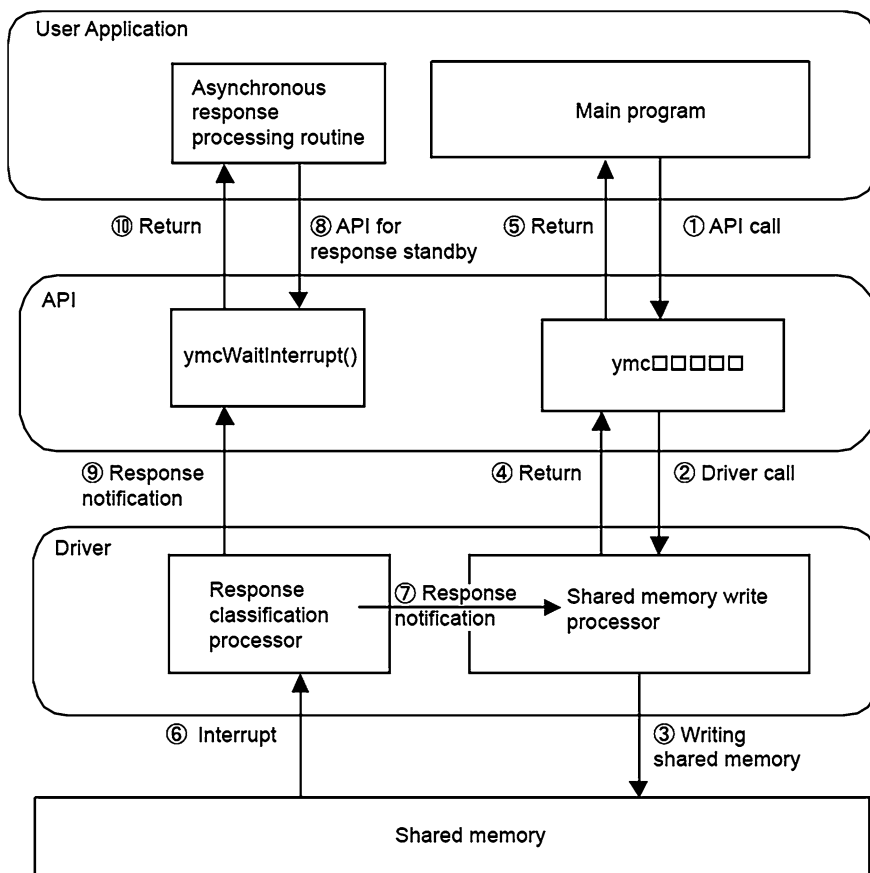 User Application
Asynchronous
response
processing routine
Main program
⑩ Return
⑧ API for
response standby
⑤ Return
① API call
API
ymcWaitInterrupt()
ymc□□□□□
⑨ Response
notification
④ Return
② Driver call
Driver
Response
classification
processor
⑦ Response
notification
Shared memory write
processor
⑥ Interrupt
③ Writing
shared memory
Shared memory